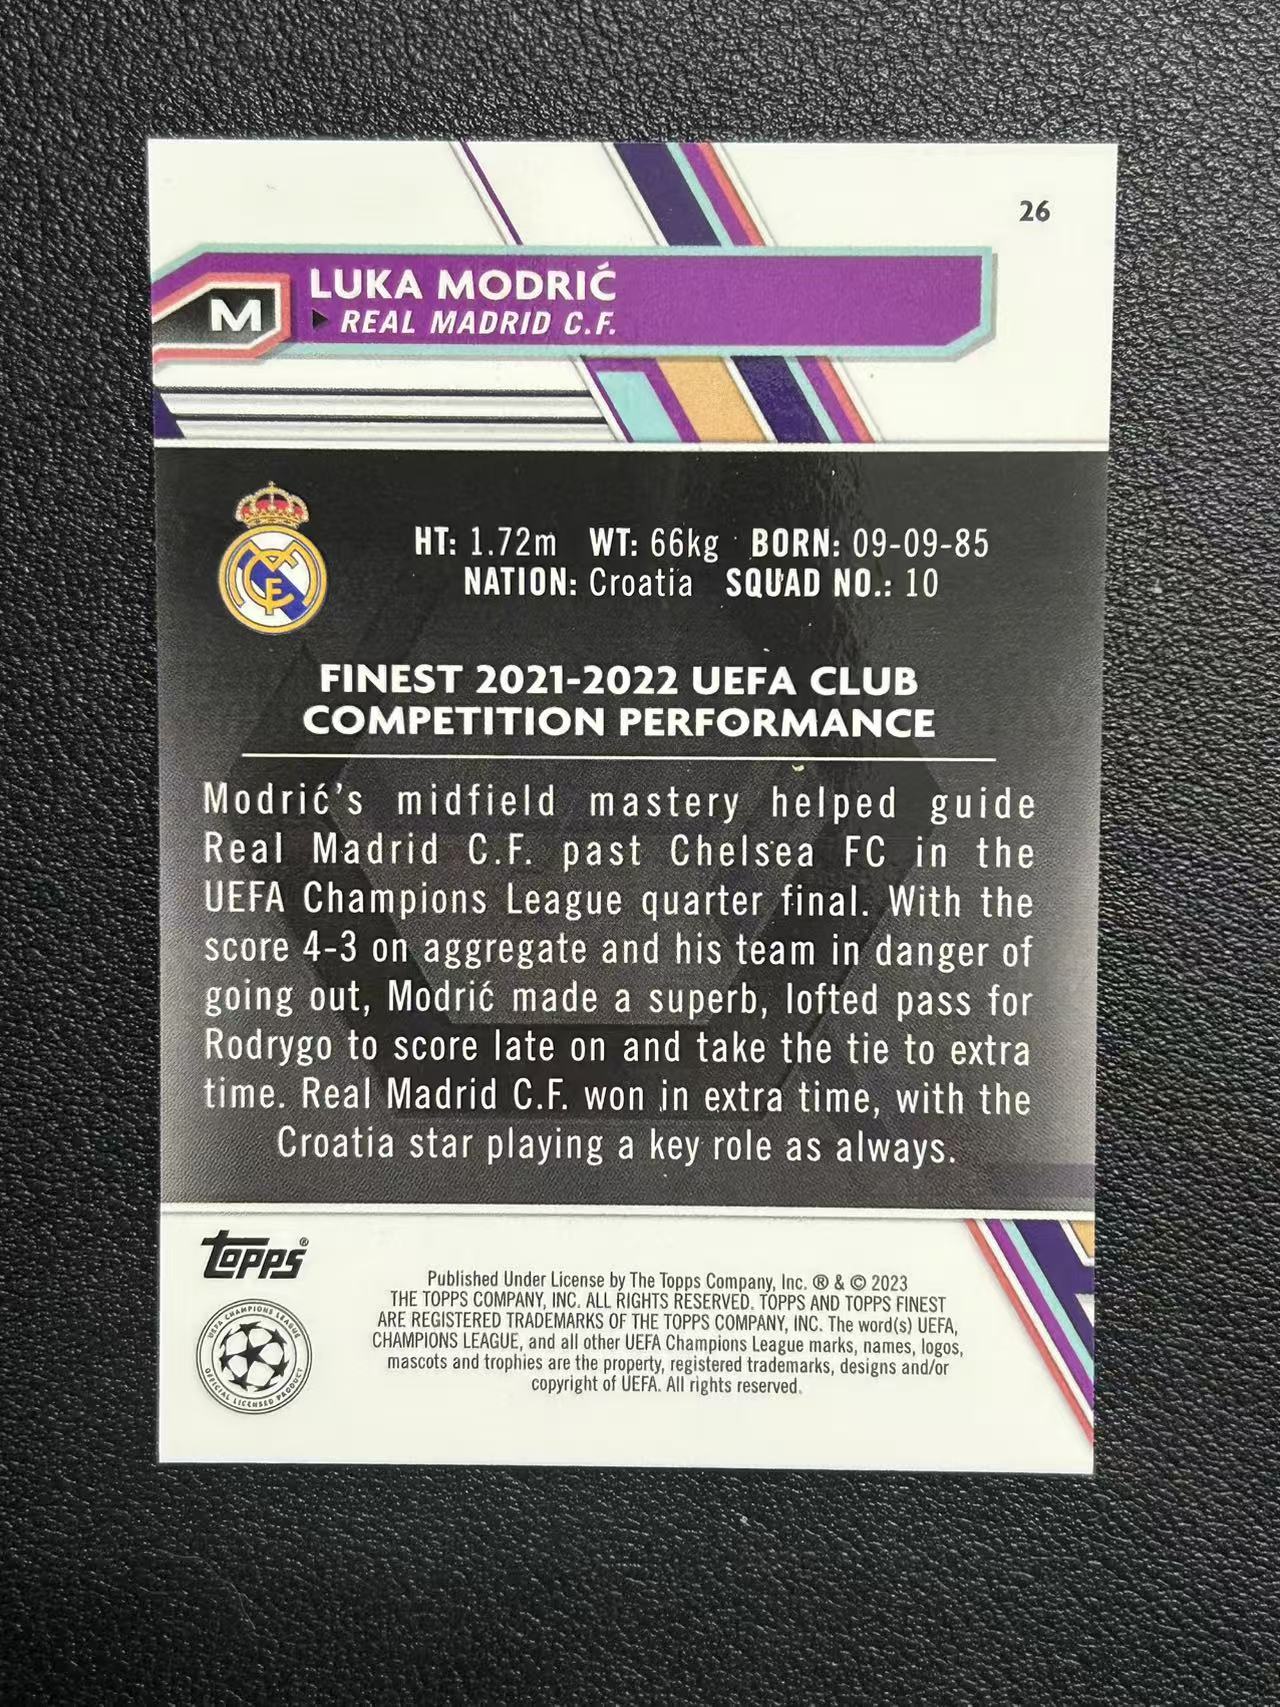 26
LUKA MODRIĆ
M
REAL MADRID C.F.
HT: 1.72m WT: 66kg BORN: 09-09-85
NATION: Croatia SQUAD NO.: 10
FINEST 2021-2022 UEFA CLUB
COMPETITION PERFORMANCE
Modrić's midfield mastery helped guide
Real Madrid C.F. past Chelsea FC in the
UEFA Champions League quarter final. With the
score 4-3 on aggregate and his team in danger of
going out, Modrić made a superb, lofted pass for
Rodrygo to score late on and take the tie to extra
time. Real Madrid C.F. won in extra time, with the
Croatia star playing a key role as always.
Topps®
UEFA CHAMPIONS LEAGUE
OFFICIAL LICENSED PRODUCT
Published Under License by The Topps Company, Inc. ® & © 2023
THE TOPPS COMPANY, INC. ALL RIGHTS RESERVED. TOPPS AND TOPPS FINEST
ARE REGISTERED TRADEMARKS OF THE TOPPS COMPANY, INC. The word(s) UEFA,
CHAMPIONS LEAGUE, and all other UEFA Champions League marks, names, logos,
mascots and trophies are the property, registered trademarks, designs and/or
copyright of UEFA. All rights reserved.